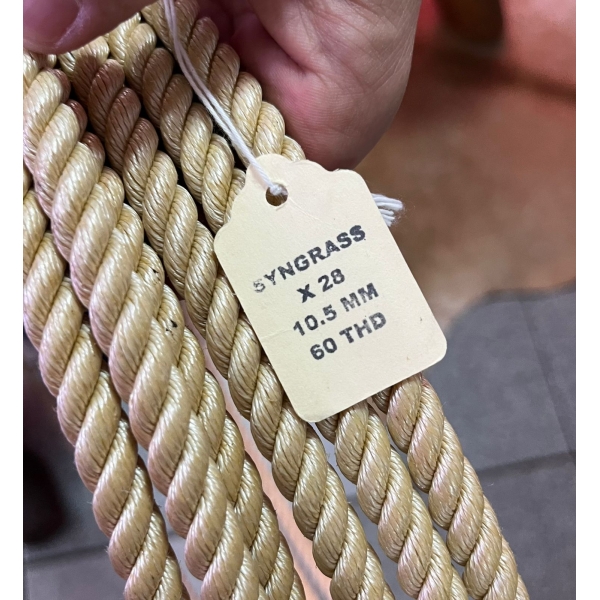 SYNGRASS
X 28
10.5 MM
60 THD